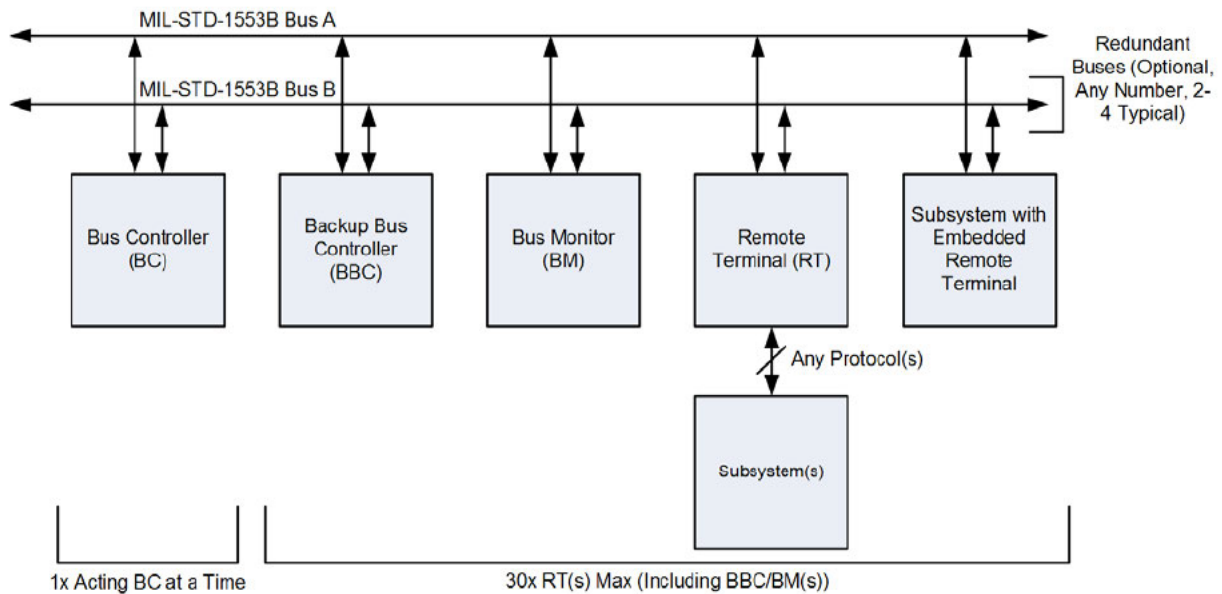 MIL-STD-1553B Bus A
MIL-STD-1553B Bus B
Redundant
Buses (Optional,
Any Number, 2-
4 Typical)
Bus Controller
(BC)
Backup Bus
Controller
(BBC)
Bus Monitor
(BM)
Remote
Terminal (RT)
Subsystem with
Embedded
Remote
Terminal
Any Protocol(s)
Subsystem(s)
1x Acting BC at a Time
30x RT(s) Max (Including BBC/BM(s))